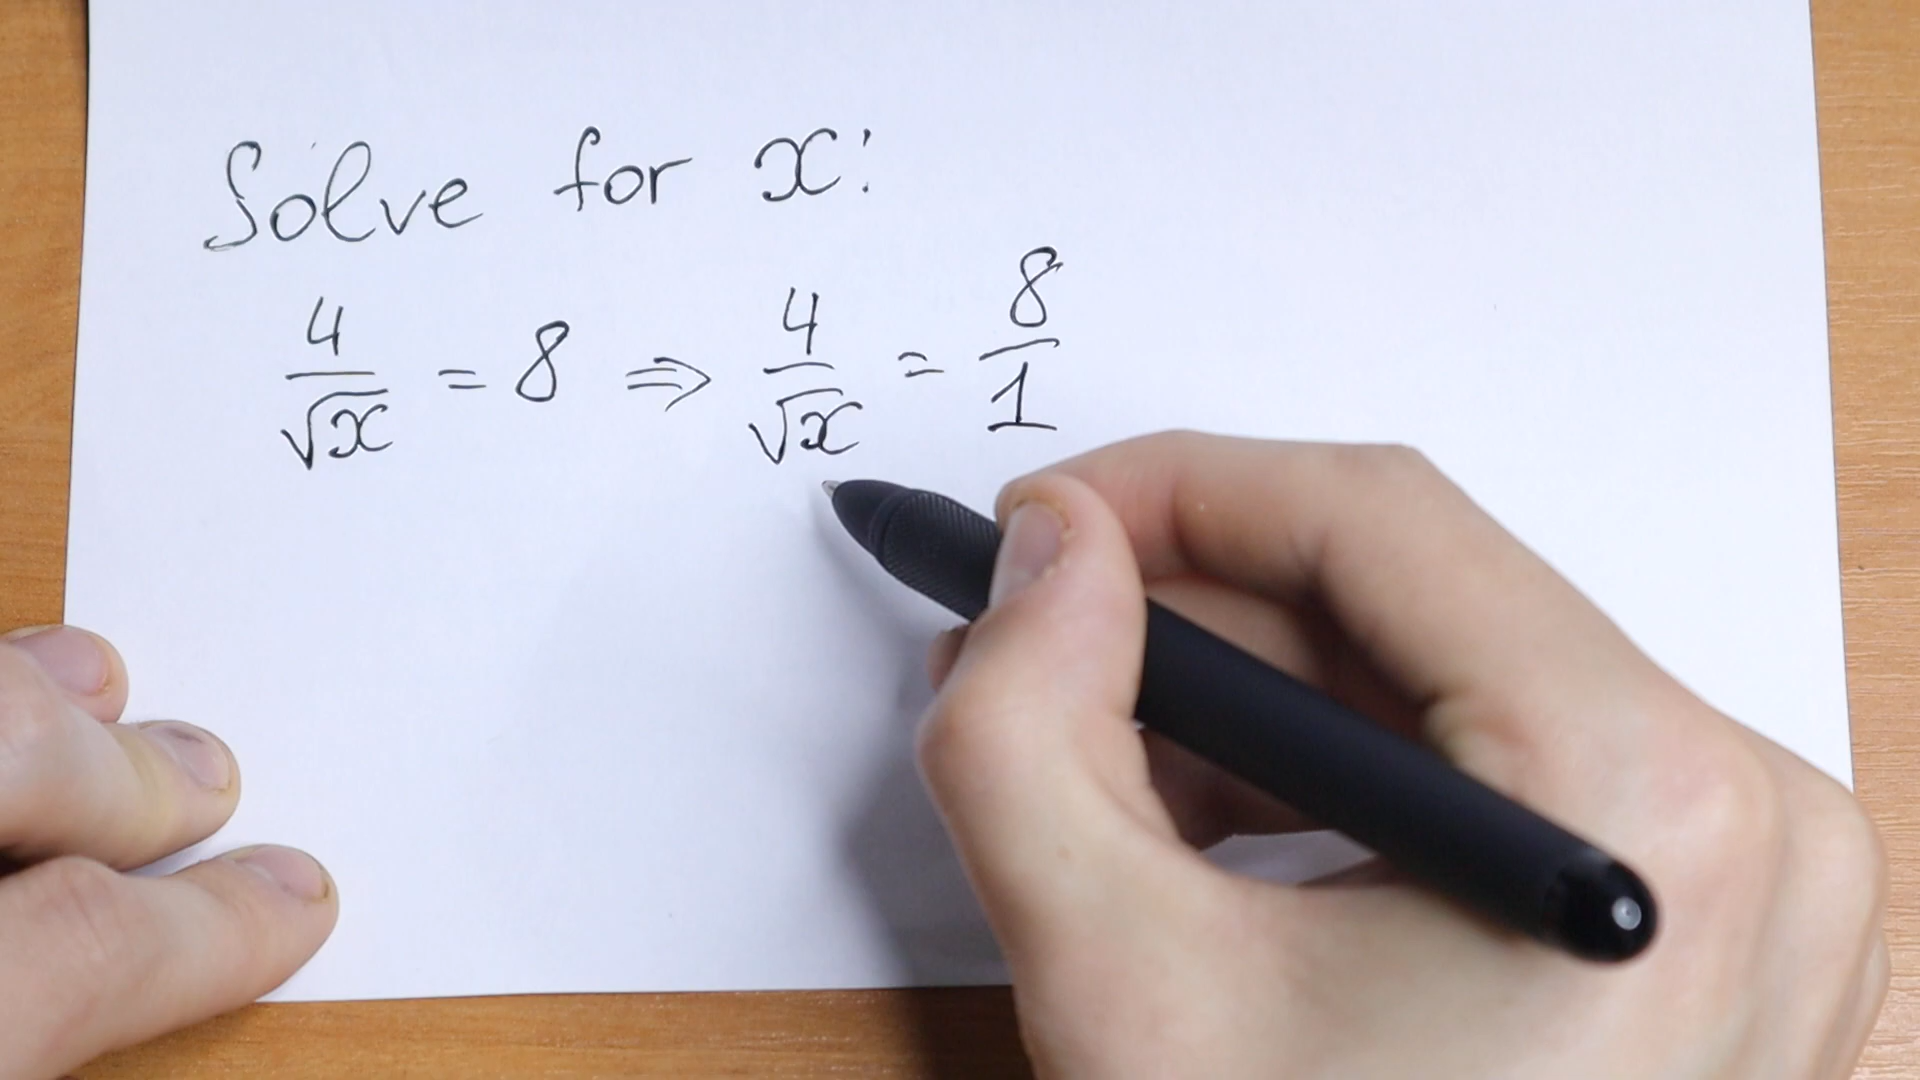 Solve for x:
4/√x = 8 ⇒ 4/√x = 8/1